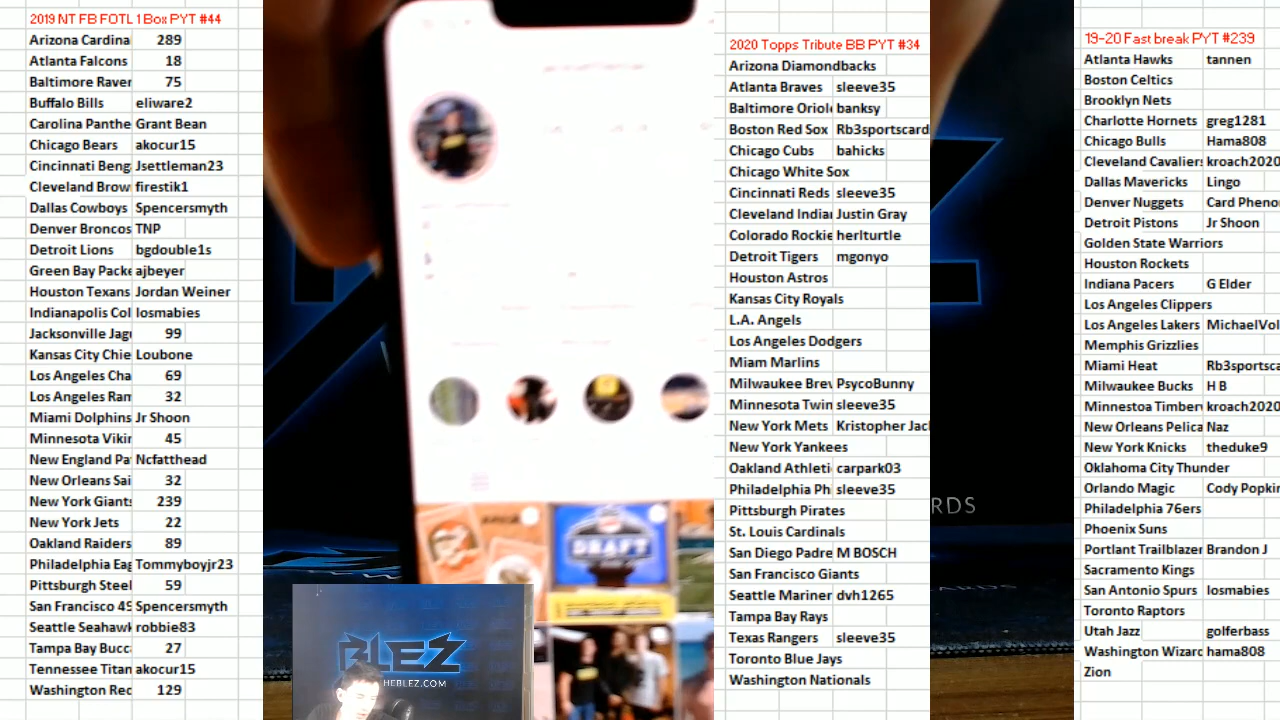 2019 NT FB FOTL 1 Box PYT #44
Arizona Cardina 289
Atlanta Falcons 18
Baltimore Raver 75
Buffalo Bills eliware2
Carolina Panthe Grant Bean
Chicago Bears akocur15
Cincinnati Beng Jsettleman23
Cleveland Brow firestik1
Dallas Cowboys Spencersmyth
Denver Broncos TNP
Detroit Lions bgdouble1s
Green Bay Packe ajbeyer
Houston Texans Jordan Weiner
Indianapolis Col losmabies
Jacksonville Jagu 99
Kansas City Chie Loubone
Los Angeles Cha 69
Los Angeles Ram 32
Miami Dolphins Jr Shoon
Minnesota Vikir 45
New England Pa Ncfatthead
New Orleans Sai 32
New York Giants 239
New York Jets 22
Oakland Raiders 89
Philadelphia Eag Tommyboyjr23
Pittsburgh Steel 59
San Francisco 49 Spencersmyth
Seattle Seahawk robbie83
Tampa Bay Bucc 27
Tennessee Titan akocur15
Washington Rec 129
DRAFT
BLEZ
HEBLEZ.COM
2020 Topps Tribute BB PYT #34
Arizona Diamondbacks
Atlanta Braves sleeve35
Baltimore Oriole banksy
Boston Red Sox Rb3sportscard
Chicago Cubs bahicks
Chicago White Sox
Cincinnati Reds sleeve35
Cleveland Indian Justin Gray
Colorado Rockie herlturtle
Detroit Tigers mgonyo
Houston Astros
Kansas City Royals
L.A. Angels
Los Angeles Dodgers
Miam Marlins
Milwaukee Brew PsycoBunny
Minnesota Twin sleeve35
New York Mets Kristopher Jac
New York Yankees
Oakland Athleti carpark03
Philadelphia Ph sleeve35
Pittsburgh Pirates
St. Louis Cardinals
San Diego Padre M BOSCH
San Francisco Giants
Seattle Mariner dvh1265
Tampa Bay Rays
Texas Rangers sleeve35
Toronto Blue Jays
Washington Nationals
RDS
ARDS
19-20 Fast break PYT #239
Atlanta Hawks tannen
Boston Celtics
Brooklyn Nets
Charlotte Hornets greg1281
Chicago Bulls Hama808
Cleveland Cavaliers kroach2020
Dallas Mavericks Lingo
Denver Nuggets Card Pheno
Detroit Pistons Jr Shoon
Golden State Warriors
Houston Rockets
Indiana Pacers G Elder
Los Angeles Clippers
Los Angeles Lakers MichaelVol
Memphis Grizzlies
Miami Heat Rb3sportsca
Milwaukee Bucks H B
Minnestoa Timberv kroach2020
New Orleans Pelica Naz
New York Knicks theduke9
Oklahoma City Thunder
Orlando Magic Cody Popkin
Philadelphia 76ers
Phoenix Suns
Portlant Trailblazer Brandon J
Sacramento Kings
San Antonio Spurs losmabies
Toronto Raptors
Utah Jazz golferbass
Washington Wizard hama808
Zion